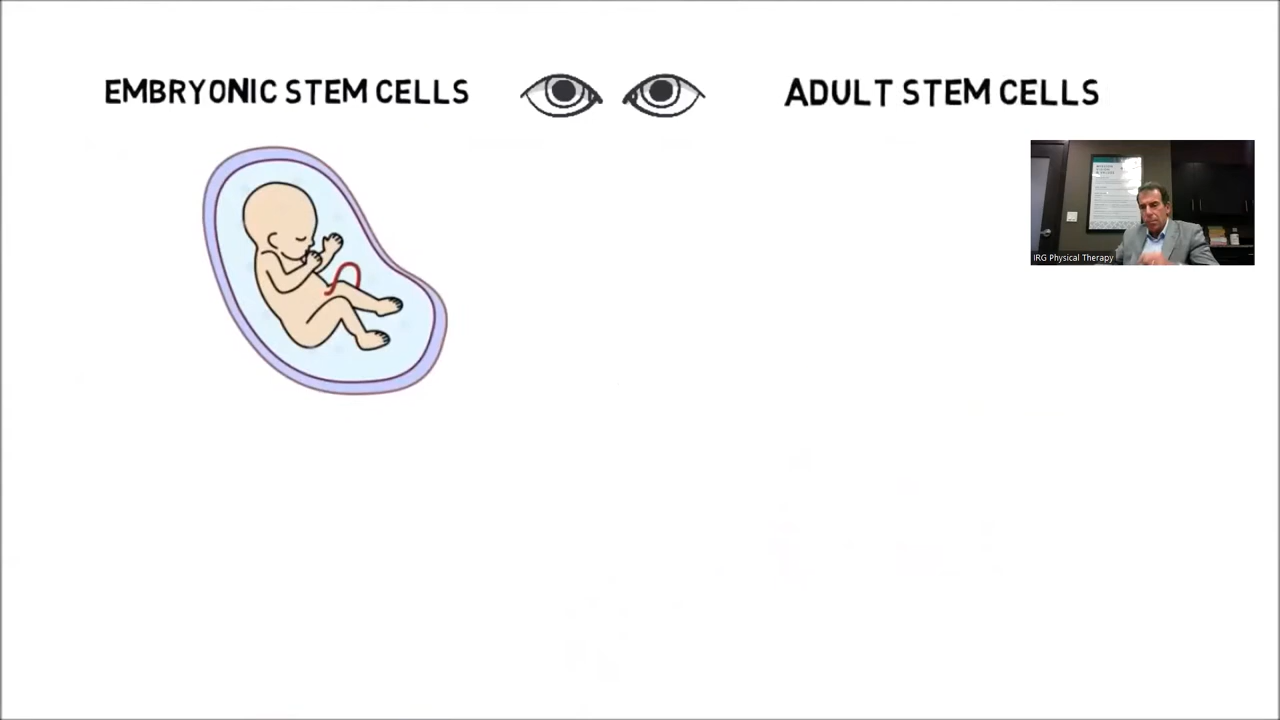 EMBRYONIC STEM CELLS
ADULT STEM CELLS
IRG Physical Therapy